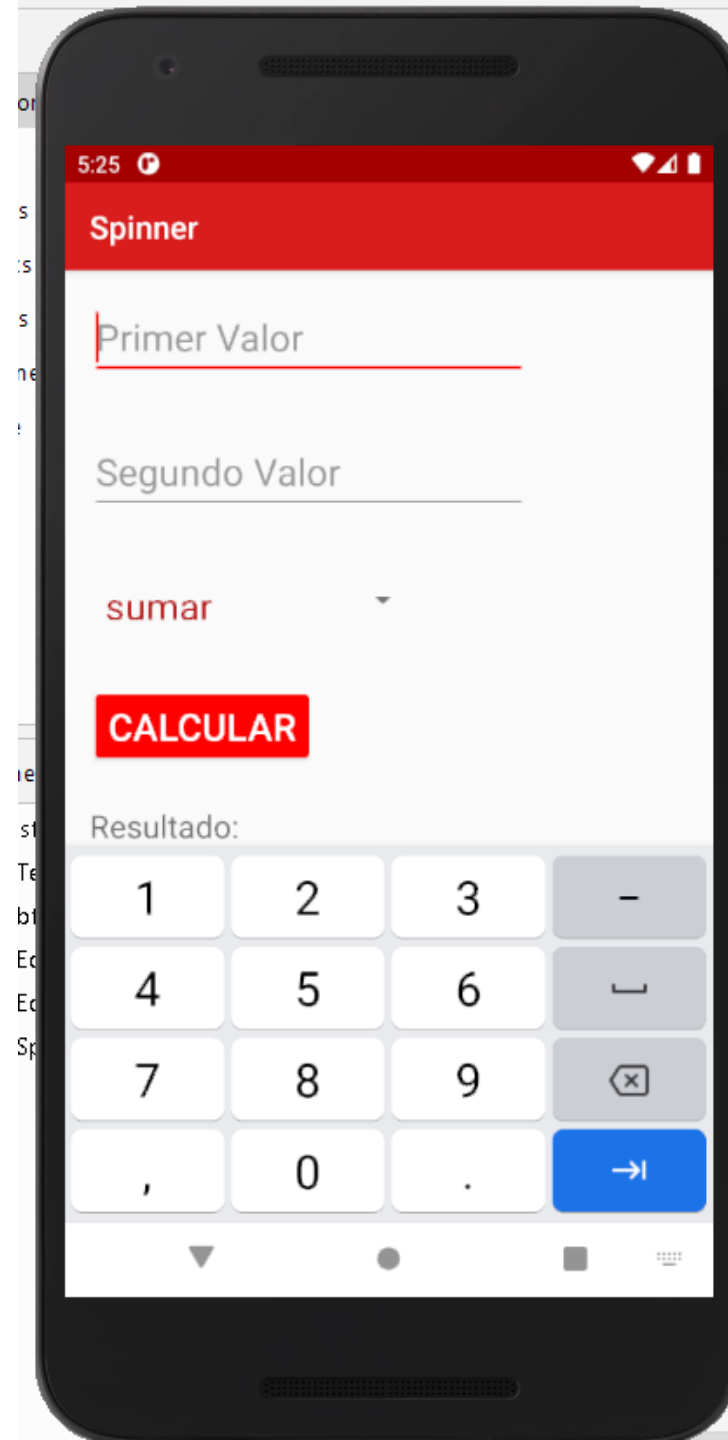 5:25
Spinner
Primer Valor
Segundo Valor
sumar
CALCULAR
Resultado:
1 2 3 -
4 5 6
7 8 9
, 0 .